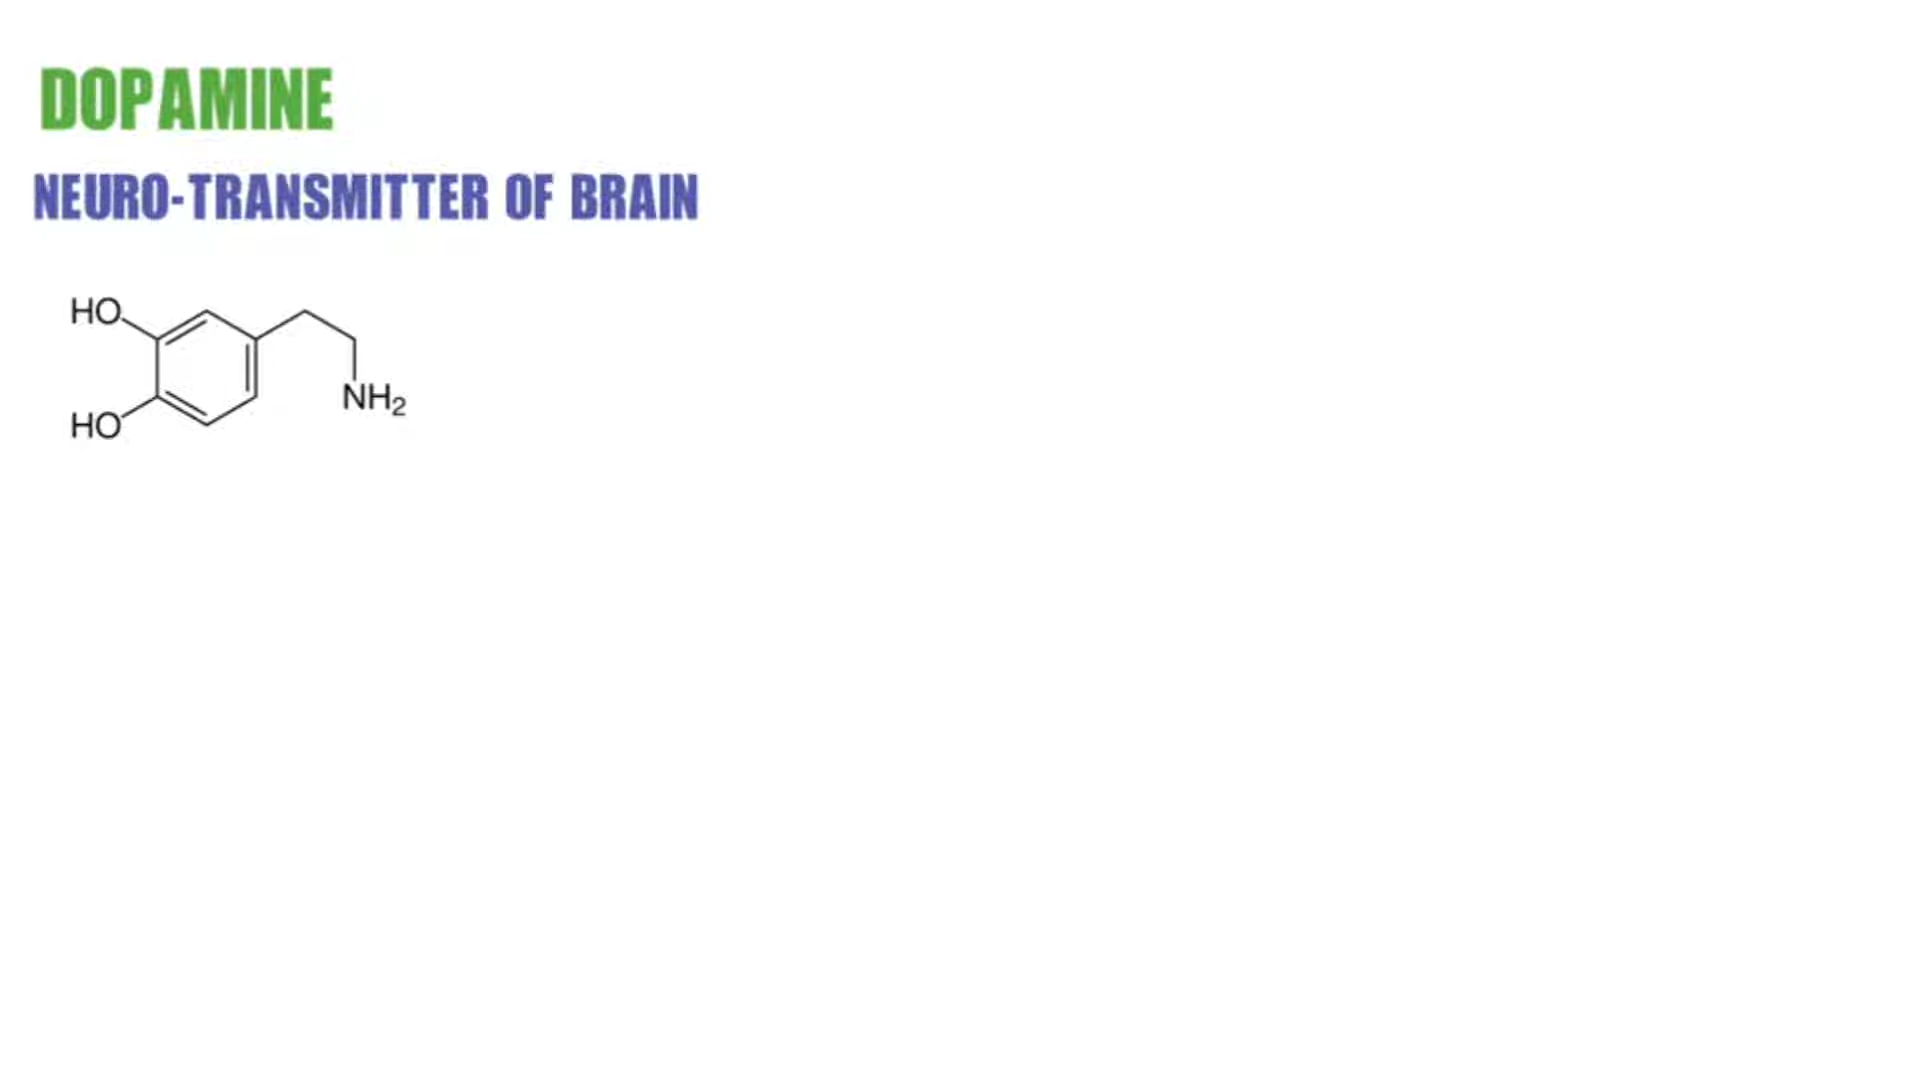 DOPAMINE
NEURO-TRANSMITTER OF BRAIN
HO
NH2
HO